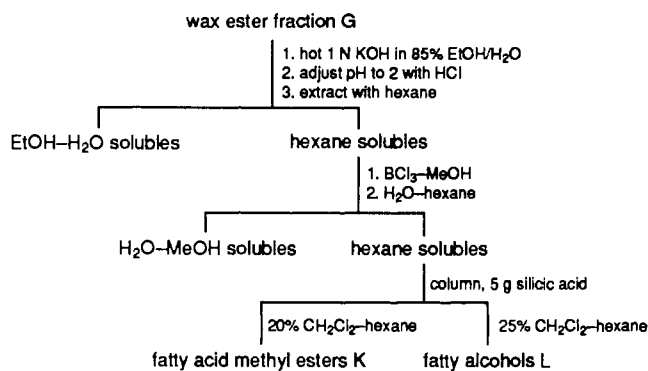 wax ester fraction G
1. hot 1 N KOH in 85% EtOH/H₂O
2. adjust pH to 2 with HCl
3. extract with hexane
EtOH–H₂O solubles
hexane solubles
1. BCl₃–MeOH
2. H₂O–hexane
H₂O–MeOH solubles
hexane solubles
column, 5 g silicic acid
20% CH₂Cl₂–hexane
25% CH₂Cl₂–hexane
fatty acid methyl esters K
fatty alcohols L